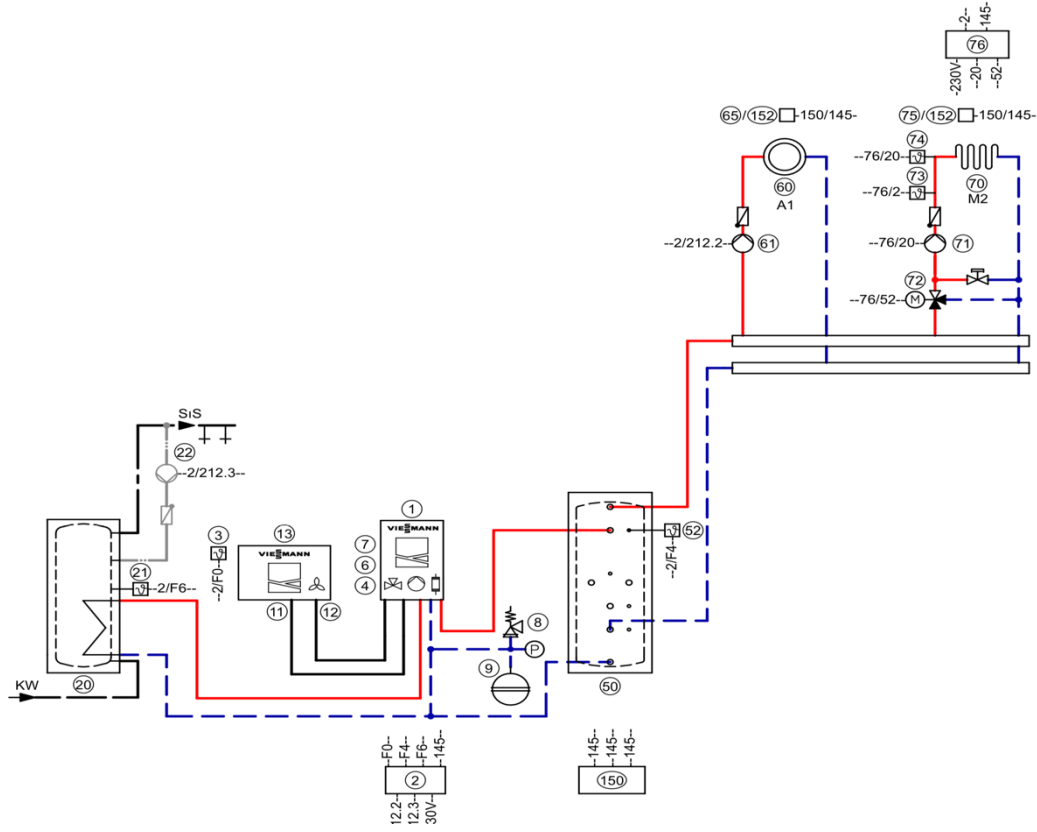 -2-- -145-
76
-230V- --20-- --52--
65/152 -150/145-
75/152 -150/145-
74
--76/20--
73
--76/2--
60
A1
70
M2
--2/212.2--
61
--76/20--
71
72
--76/52--
M
SiS
22
--2/212.3--
1
VIESMANN
7
6
4
3
--2/F0--
13
VIESMANN
11
12
52
--2/F4--
21
--2/F6--
8
P
9
KW
20
50
--F0-- --F4-- --F6-- -145-
2
12.2-- 12.3-- 30V-
-145-- -145-- -145--
150